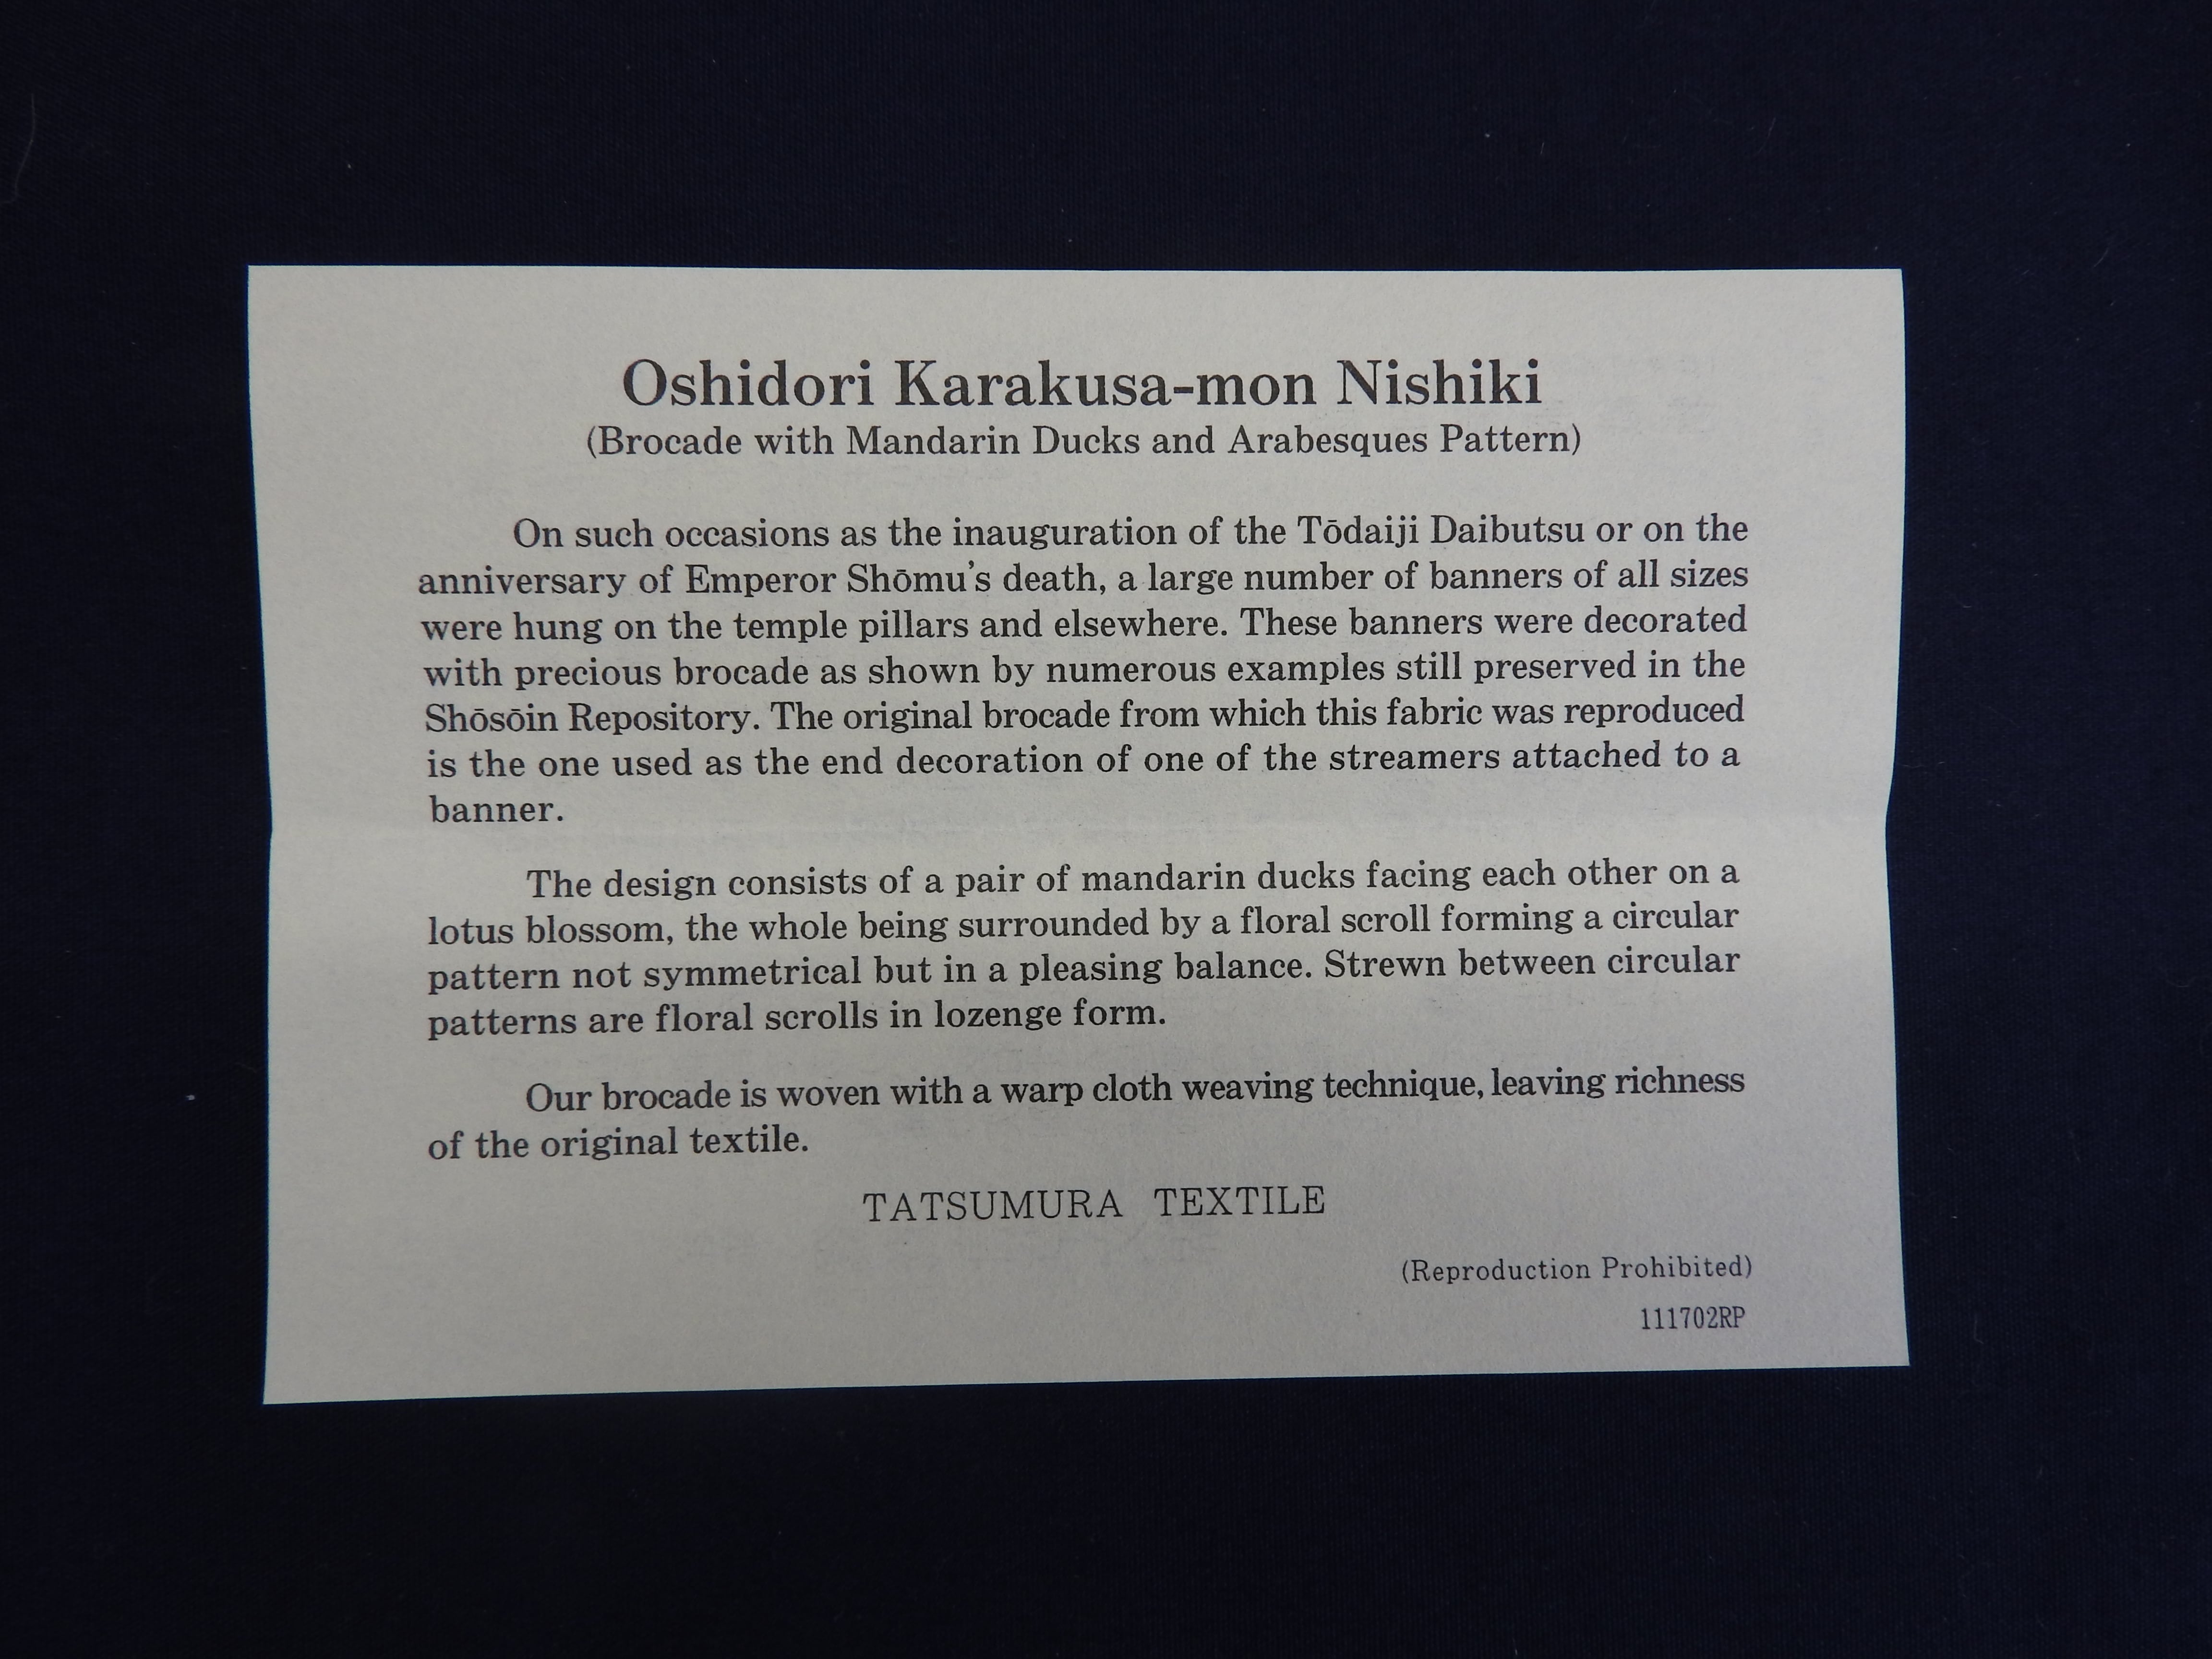 Oshidori Karakusa-mon Nishiki
(Brocade with Mandarin Ducks and Arabesques Pattern)
On such occasions as the inauguration of the Tōdaiji Daibutsu or on the
anniversary of Emperor Shōmu's death, a large number of banners of all sizes
were hung on the temple pillars and elsewhere. These banners were decorated
with precious brocade as shown by numerous examples still preserved in the
Shōsōin Repository. The original brocade from which this fabric was reproduced
is the one used as the end decoration of one of the streamers attached to a
banner.
The design consists of a pair of mandarin ducks facing each other on a
lotus blossom, the whole being surrounded by a floral scroll forming a circular
pattern not symmetrical but in a pleasing balance. Strewn between circular
patterns are floral scrolls in lozenge form.
Our brocade is woven with a warp cloth weaving technique, leaving richness
of the original textile.
TATSUMURA TEXTILE
(Reproduction Prohibited)
111702RP